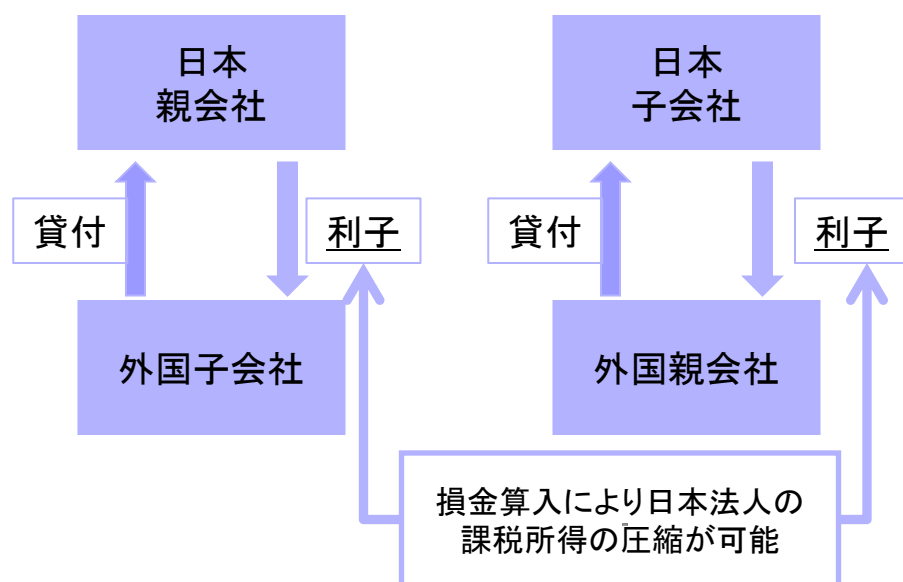 日本
親会社
日本
子会社
貸付
利子
貸付
利子
外国子会社
外国親会社
損金算入により日本法人の
課税所得の圧縮が可能